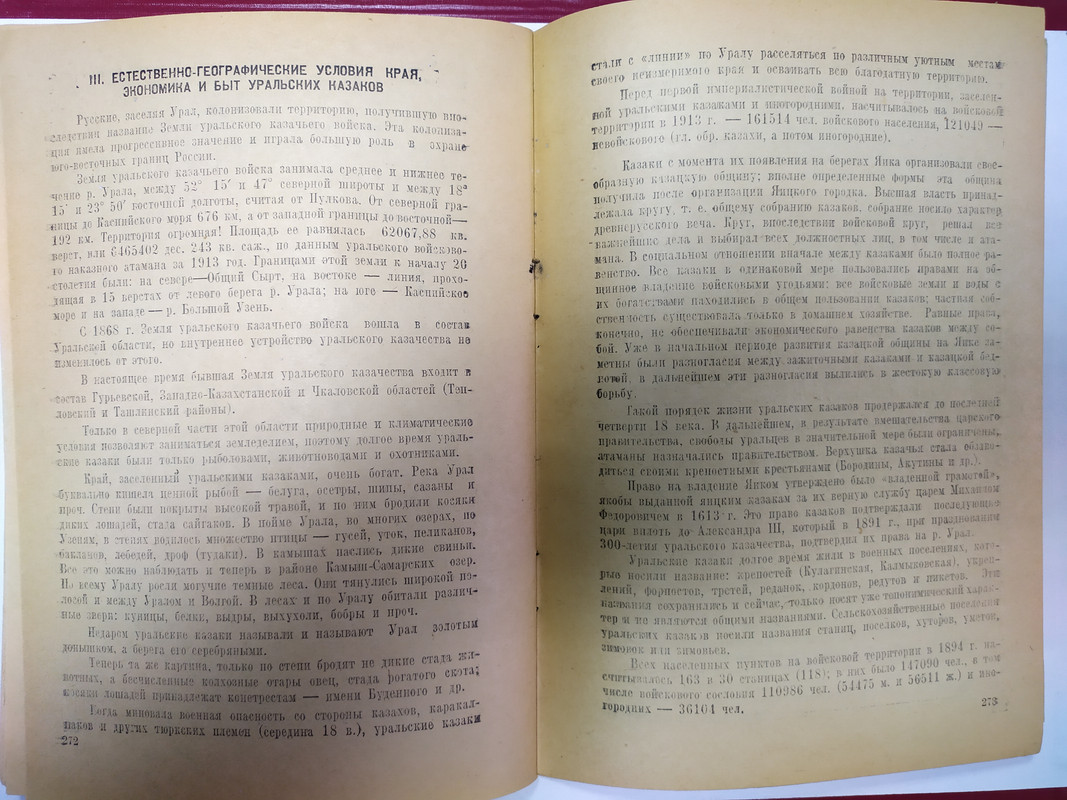 III. ЕСТЕСТВЕННО-ГЕОГРАФИЧЕСКИЕ УСЛОВИЯ КРАЯ,
ЭКОНОМИКА И БЫТ УРАЛЬСКИХ КАЗАКОВ
Русские, заселяя Урал, колонизовали территорию, получившую впо-
следствии название Земли уральского казачьего войска. Эта колониза-
ция имела прогрессивное значение и играла большую роль в охране
юго-восточных границ России.
Земля уральского казачьего войска занимала среднее и нижнее те-
чение р. Урала, между 52° 15′ и 47° северной широты и между 18°
15′ и 23° 50′ восточной долготы, считая от Пулкова. От северной гра-
ницы до Каспийского моря 676 км, а от западной границы до восточной—
192 км. Территория огромная! Площадь ее равнялась 62067,88 кв.
верст, или 6465402 дес. 243 кв. саж., по данным уральского войсково-
го наказного атамана за 1913 год. Границами этой земли к началу 20
столетия были: на севере—Общий Сырт, на востоке — линия, прохо-
дящая в 15 верстах от левого берега р. Урала; на юге — Каспийское
море и на западе — р. Большой Узень.
С 1868 г. Земля уральского казачьего войска вошла в состав
Уральской области, но внутреннее устройство уральского казачества не
изменилось от этого.
В настоящее время бывшая Земля уральского казачества входит в
состав Гурьевской, Западно-Казахстанской и Чкаловской областей (Теп-
ловский и Ташлинский районы).
Только в северной части этой области природные и климатические
условия позволяют заниматься земледелием, поэтому долгое время ураль-
ские казаки были только рыболовами, животноводами и охотниками.
Край, заселенный уральскими казаками, очень богат. Река Урал
буквально кишела ценной рыбой — белуга, осетры, шипы, сазаны и
проч. Степи были покрыты высокой травой, и по ним бродили косяки
диких лошадей, стада сайгаков. В пойме Урала, во многих озерах, по
Узеням, в степях водилось множество птицы — гусей, уток, пеликанов,
бакланов, лебедей, дроф (тудаки). В камышах паслись дикие свиньи.
Все это можно наблюдать и теперь в районе Камыш-Самарских озер.
По всему Уралу росли могучие темные леса. Они тянулись широкой по-
лосой и между Уралом и Волгой. В лесах и по Уралу обитали различ-
ные звери: куницы, белки, выдры, выхухоли, бобры и проч.
Недаром уральские казаки называли и называют Урал золотым
донышком, а берега его серебряными.
Теперь та же картина, только по степи бродят не дикие стада жи-
вотных, а бесчисленные колхозные отары овец, стада рогатого скота;
косяки лошадей принадлежат конетрестам — имени Буденного и др.
Когда миновала военная опасность со стороны казахов, каракал-
паков и других тюркских племен (середина 18 в.), уральские казаки
272
стали с «линии» по Уралу расселяться по различным уютным местам
своего неизмеримого края и осваивать всю благодатную территорию.
Перед первой империалистической войной на территории, заселен-
ной уральскими казаками и иногородними, насчитывалось на войсковой
территории в 1913 г. — 161514 чел. войскового населения, 121049 —
невойскового (гл. обр. казахи, а потом иногородние).
Казаки с момента их появления на берегах Яика организовали свое-
образную казацкую общину; вполне определенные формы эта община
получила после организации Яицкого городка. Высшая власть принад-
лежала кругу, т. е. общему собранию казаков, собрание носило характер
древнерусского веча. Круг, впоследствии войсковой круг, решал все
важнейшие дела и выбирал всех должностных лиц, в том числе и ата-
мана. В социальном отношении вначале между казаками было полное ра-
венство. Все казаки в одинаковой мере пользовались правами на об-
щинное владение войсковыми угодьями: все войсковые земли и воды с
их богатствами находились в общем пользовании казаков; частная соб-
ственность существовала только в домашнем хозяйстве. Равные права,
конечно, не обеспечивали экономического равенства казаков между со-
бой. Уже в начальном периоде развития казацкой общины на Яике за-
метны были разногласия между зажиточными казаками и казацкой бед-
нотой, в дальнейшем эти разногласия вылились в жестокую классовую
борьбу.
Такой порядок жизни уральских казаков продержался до последней
четверти 18 века. В дальнейшем, в результате вмешательства царского
правительства, свободы уральцев в значительной мере были ограничены,
атаманы назначались правительством. Верхушка казачья стала обзаво-
диться своими крепостными крестьянами (Бородины, Акутины и др.).
Право на владение Яиком утверждено было «владенной грамотой»,
якобы выданной яицким казакам за их верную службу царем Михаилом
Федоровичем в 1613 г. Это право казаков подтверждали последующие
цари вплоть до Александра III, который в 1891 г., при праздновании
300-летия уральского казачества, подтвердил их права на р. Урал.
Уральские казаки долгое время жили в военных поселениях, кото-
рые носили название: крепостей (Кулагинская, Калмыковская), укреп-
лений, форпостов, трстей, реданок, кордонов, редутов и пикетов. Эти
названия сохранились и сейчас, только носят уже топонимический харак-
тер и не являются общими названиями. Сельскохозяйственные поселения
уральских казаков носили названия станиц, поселков, хуторов, уметов,
зимовок или зимовьев.
Всех населенных пунктов на войсковой территории в 1894 г. на-
считывалось 163 и 30 станицы (118); в них было 147090 чел., в том
числе войскового сословия 110986 чел. (54475 м. и 56511 ж.) и ино-
городних — 36104 чел.
273